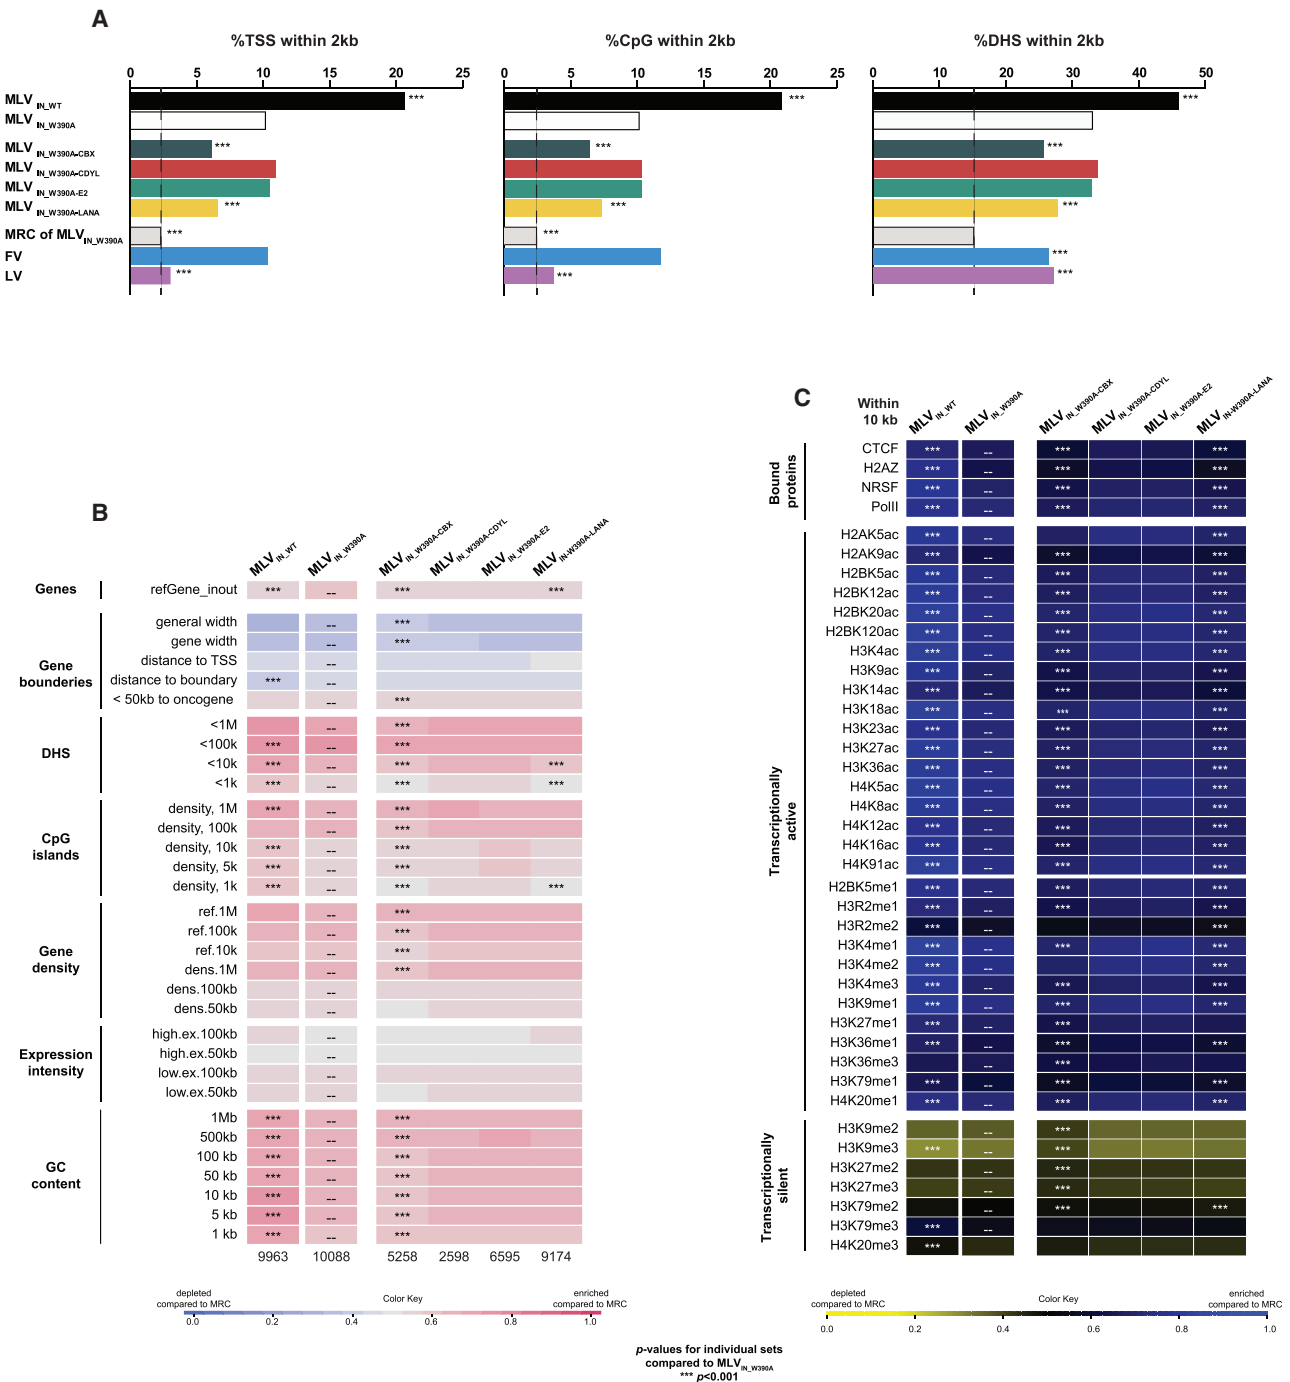 A
%TSS within 2kb %CpG within 2kb %DHS within 2kb
0 5 10 15 20 25 0 5 10 15 20 25 0 10 20 30 40 50
MLV IN_WT *** *** ***
MLV IN_W390A
MLV IN_W390A-CBX *** *** ***
MLV IN_W390A-CDYL
MLV IN_W390A-E2
MLV IN_W390A-LANA *** *** ***
MRC of MLV IN_W390A *** ***
FV ***
LV *** *** ***
B
MLV IN_WT MLV IN_W390A MLV IN_W390A-CBX MLV IN_W390A-CDYL MLV IN_W390A-E2 MLV IN-W390A-LANA
Genes
refGene_inout *** -- *** ***
Gene bounderies
general width -- ***
gene width -- ***
distance to TSS --
distance to boundary *** --
< 50kb to oncogene -- ***
DHS
<1M -- ***
<100k *** -- ***
<10k *** -- *** ***
<1k *** -- *** ***
CpG islands
density, 1M *** -- ***
density, 100k -- ***
density, 10k *** -- ***
density, 5k *** -- ***
density, 1k *** -- *** ***
Gene density
ref.1M -- ***
ref.100k -- ***
ref.10k -- ***
dens.1M -- ***
dens.100kb --
dens.50kb --
Expression intensity
high.ex.100kb --
high.ex.50kb --
low.ex.100kb --
low.ex.50kb --
GC content
1Mb *** -- ***
500kb *** -- ***
100 kb *** -- ***
50 kb *** -- ***
10 kb *** -- ***
5 kb *** -- ***
1 kb *** -- ***
9963 10088 5258 2598 6595 9174
depleted compared to MRC Color Key enriched compared to MRC
0.0 0.2 0.4 0.6 0.8 1.0
C
Within 10 kb
MLV IN_WT MLV IN_W390A MLV IN_W390A-CBX MLV IN_W390A-CDYL MLV IN_W390A-E2 MLV IN-W390A-LANA
Bound proteins
CTCF *** -- *** ***
H2AZ *** -- *** ***
NRSF *** -- *** ***
PolII *** -- *** ***
Transcriptionally active
H2AK5ac *** -- ***
H2AK9ac *** -- *** ***
H2BK5ac *** -- *** ***
H2BK12ac *** -- *** ***
H2BK20ac *** -- *** ***
H2BK120ac *** -- *** ***
H3K4ac *** -- *** ***
H3K9ac *** -- *** ***
H3K14ac *** -- *** ***
H3K18ac *** -- *** ***
H3K23ac *** -- *** ***
H3K27ac *** -- *** ***
H3K36ac *** -- *** ***
H4K5ac *** -- *** ***
H4K8ac *** -- *** ***
H4K12ac *** -- *** ***
H4K16ac *** -- *** ***
H4K91ac *** -- *** ***
H2BK5me1 *** -- *** ***
H3R2me1 *** -- *** ***
H3R2me2 *** -- ***
H3K4me1 *** -- *** ***
H3K4me2 *** -- ***
H3K4me3 *** -- *** ***
H3K9me1 *** -- *** ***
H3K27me1 *** -- ***
H3K36me1 *** -- *** ***
H3K36me3 -- ***
H3K79me1 *** -- *** ***
H4K20me1 *** -- *** ***
Transcriptionally silent
H3K9me2 -- ***
H3K9me3 *** -- ***
H3K27me2 -- ***
H3K27me3 -- ***
H3K79me2 -- *** ***
H3K79me3 *** --
H4K20me3 ***
depleted compared to MRC Color Key enriched compared to MRC
0.0 0.2 0.4 0.6 0.8 1.0
p-values for individual sets
compared to MLV IN_W390A
*** p<0.001